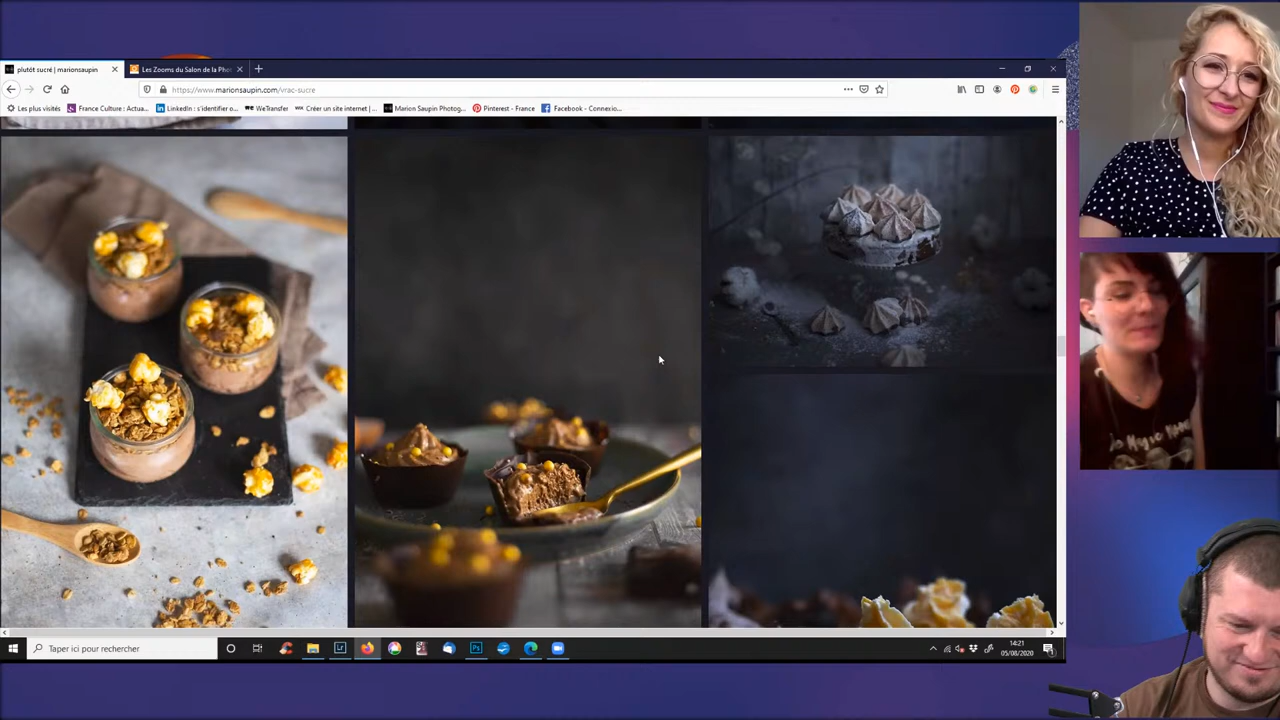 plutôt sucré | marionsaupin
Les Zooms du Salon de la Pho
https://www.marionsaupin.com/vrac-sucre
Les plus visités
France Culture : Actua...
LinkedIn : s'identifier o...
WeTransfer
Créer un site internet |...
Marion Saupin Photog...
Pinterest - France
Facebook - Connexio...
Taper ici pour rechercher
14:21
05/08/2020